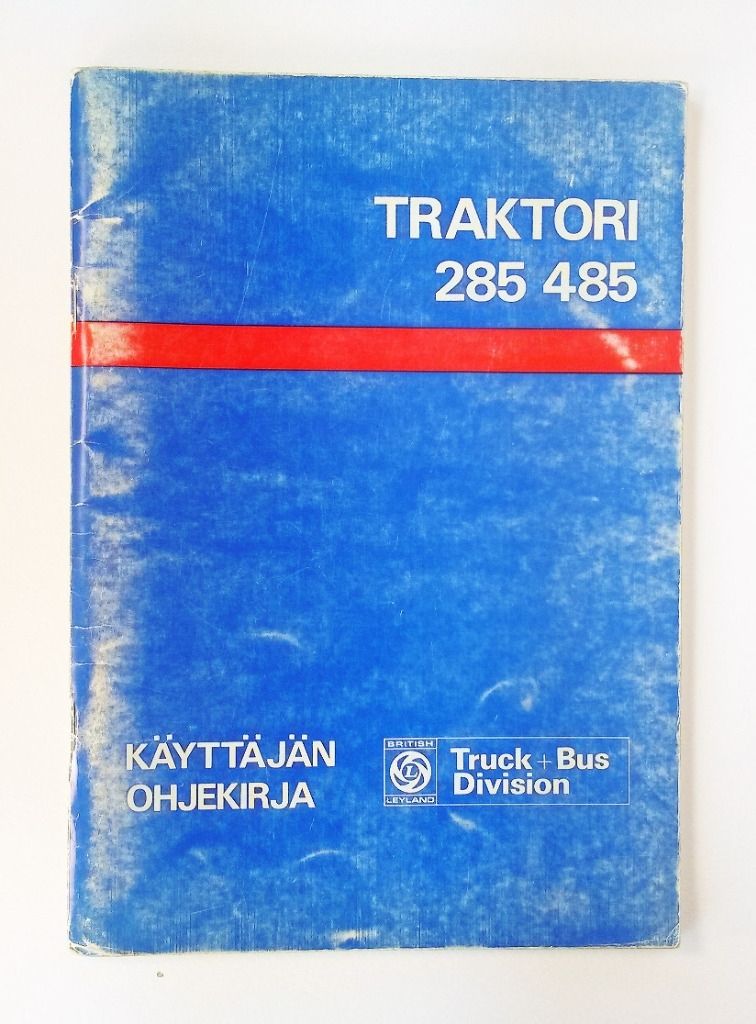 TRAKTORI
285 485
KÄYTTÄJÄN
OHJEKIRJA
BRITISH
L
LEYLAND
Truck + Bus
Division